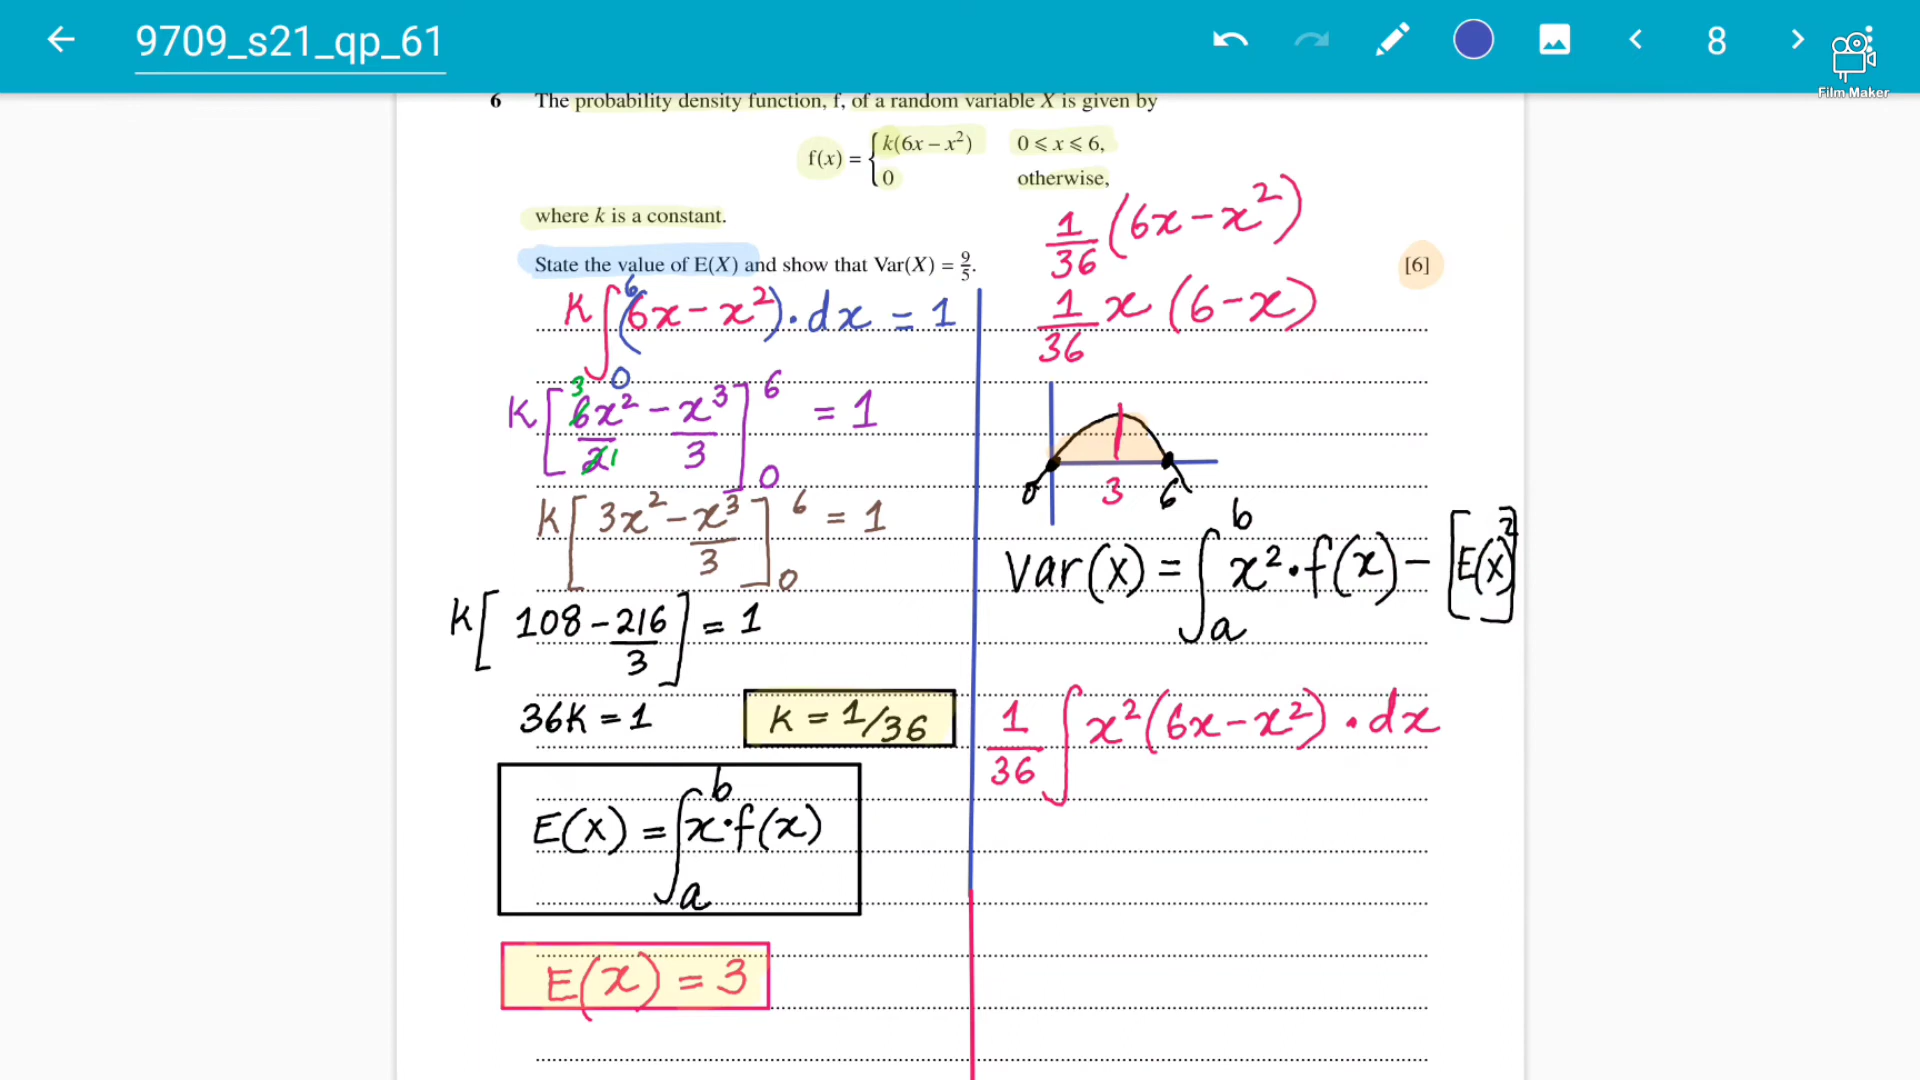 9709_s21_qp_61
8
Film Maker
6 The probability density function, f, of a random variable X is given by
f(x) = { k(6x − x²) 0 ⩽ x ⩽ 6,
0 otherwise,
where k is a constant.
State the value of E(X) and show that Var(X) = 9/5. [6]
K∫₀⁶(6x − x²)·dx = 1
K[6x²/2 − x³/3]₀⁶ = 1
3
1
K[3x² − x³/3]₀⁶ = 1
K[108 − 216/3] = 1
36K = 1
K = 1/36
E(x) = ∫ₐᵇ x·f(x)
E(x) = 3
1/36 (6x − x²)
1/36 x (6 − x)
0 3 6
Var(x) = ∫ₐᵇ x²·f(x) − [E(x)]²
1/36 ∫ x²(6x − x²)·dx